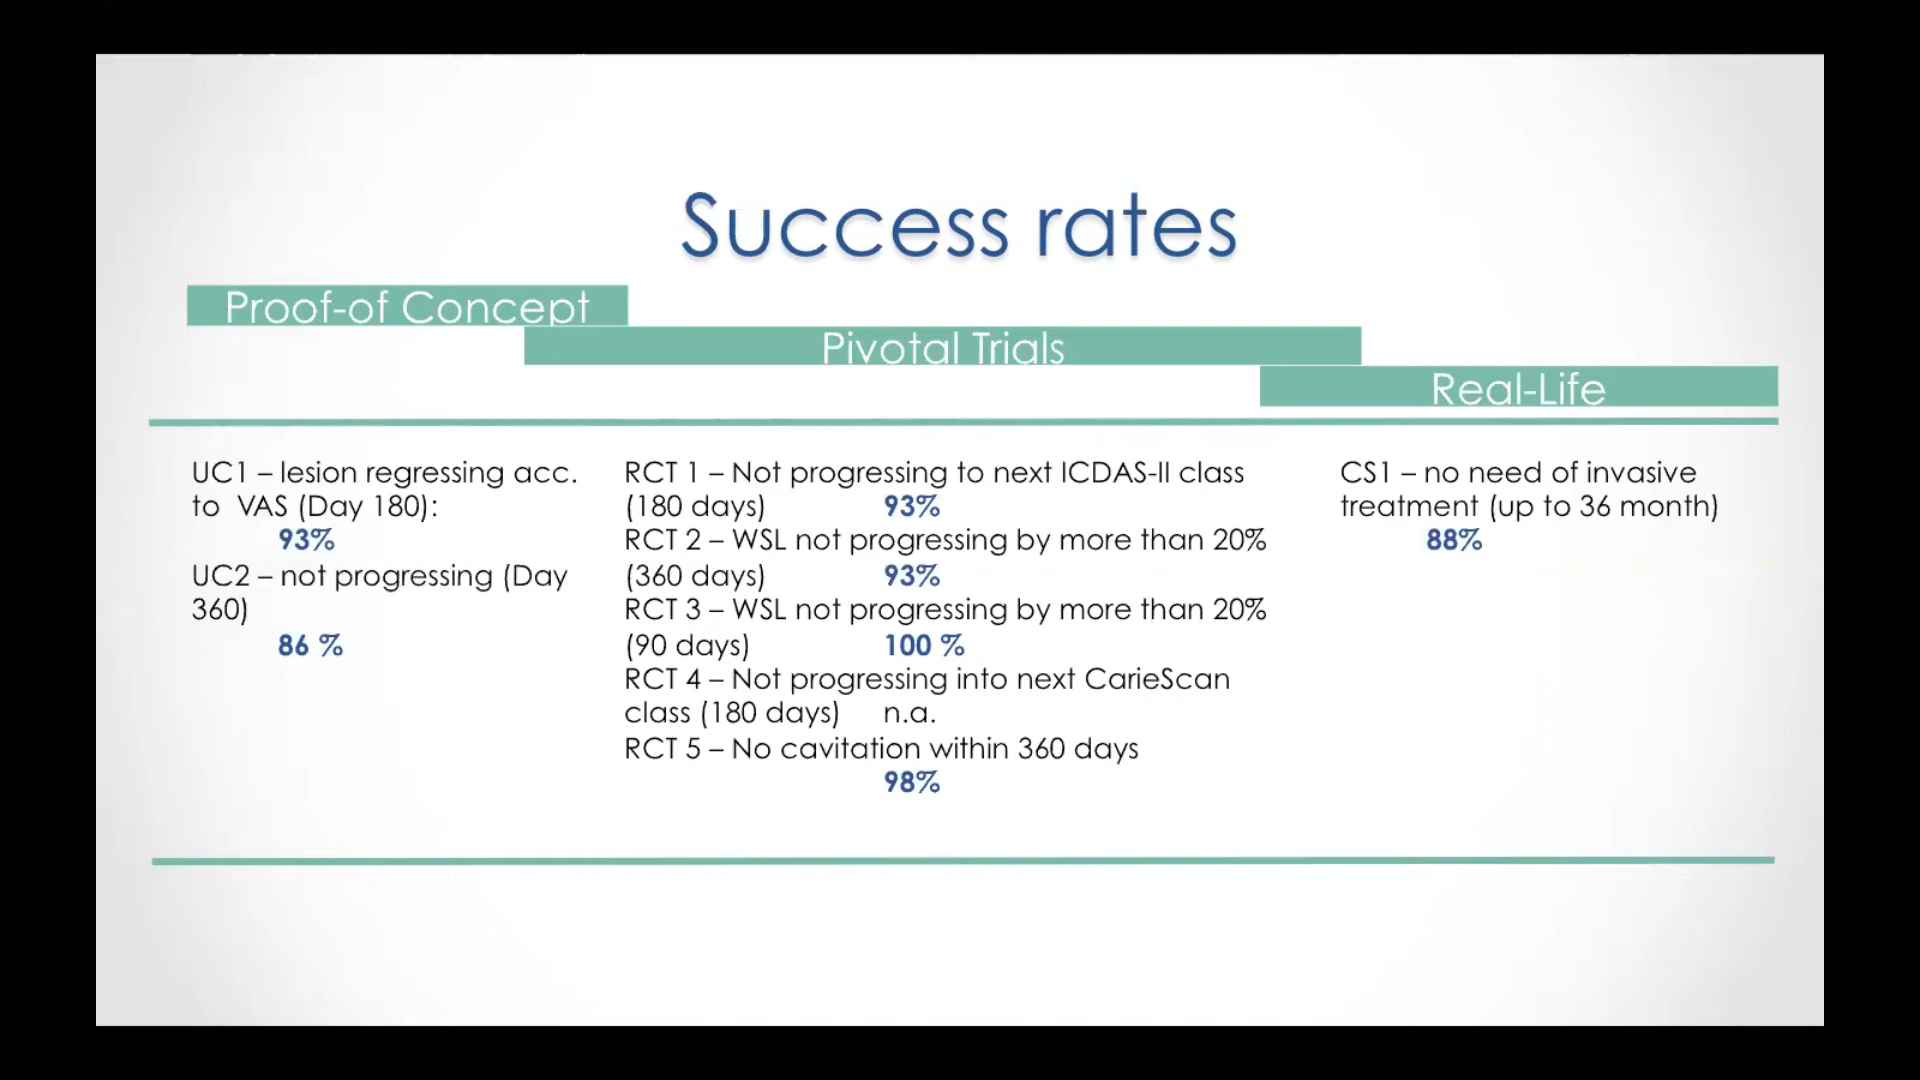 Success rates
Proof-of Concept
Pivotal Trials
Real-Life
UC1 – lesion regressing acc.
to VAS (Day 180):
93%
UC2 – not progressing (Day
360)
86 %
RCT 1 – Not progressing to next ICDAS-II class
(180 days) 93%
RCT 2 – WSL not progressing by more than 20%
(360 days) 93%
RCT 3 – WSL not progressing by more than 20%
(90 days) 100 %
RCT 4 – Not progressing into next CarieScan
class (180 days) n.a.
RCT 5 – No cavitation within 360 days
98%
CS1 – no need of invasive
treatment (up to 36 month)
88%